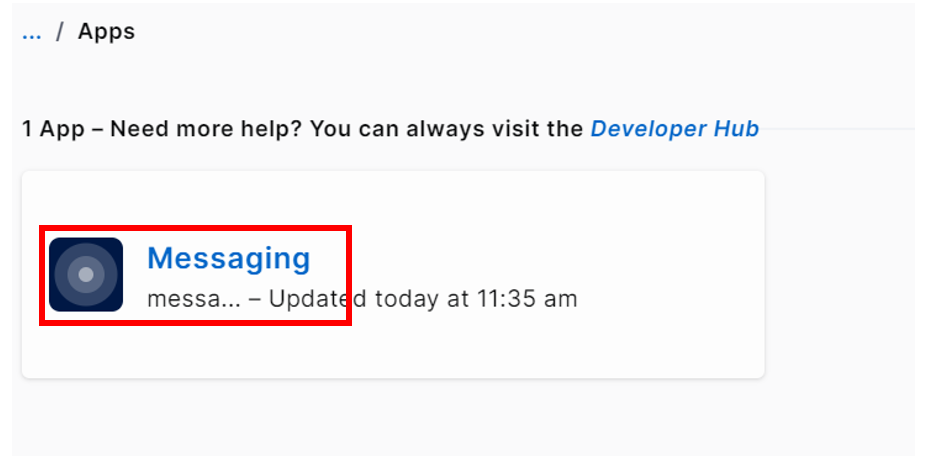 ... / Apps
1 App – Need more help? You can always visit the Developer Hub
Messaging
messa... – Updated today at 11:35 am